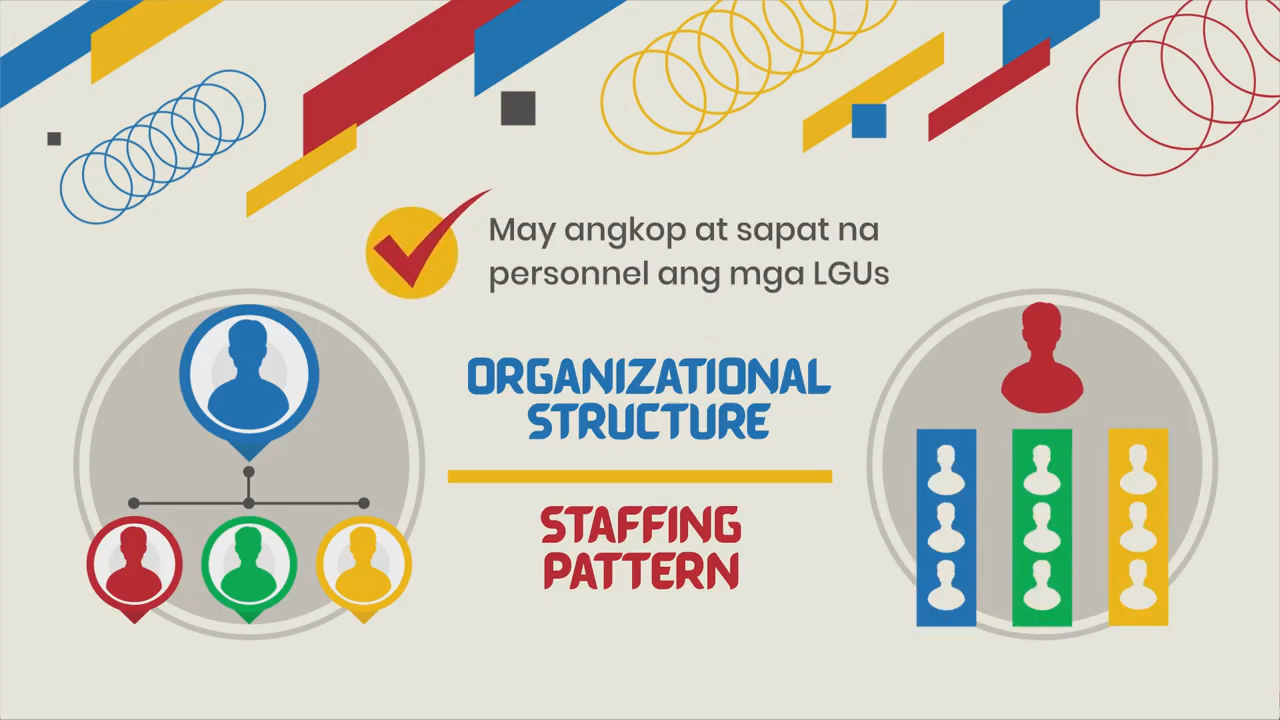 May angkop at sapat na
personnel ang mga LGUs
ORGANIZATIONAL
STRUCTURE
STAFFING
PATTERN